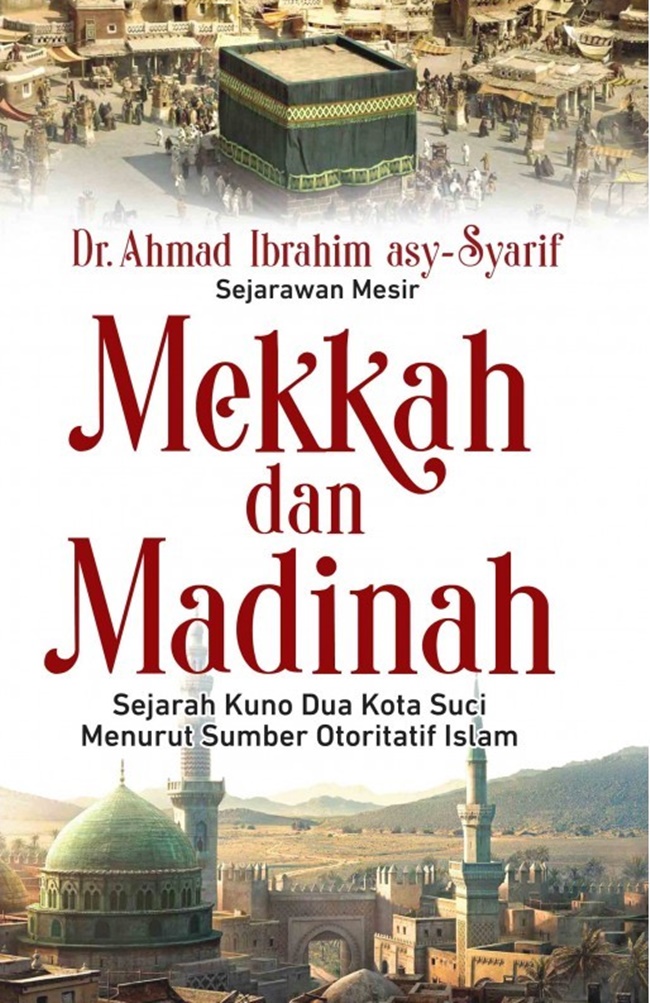 Dr. Ahmad Ibrahim asy-Syarif
Sejarawan Mesir
Mekkah
dan
Madinah
Sejarah Kuno Dua Kota Suci
Menurut Sumber Otoritatif Islam